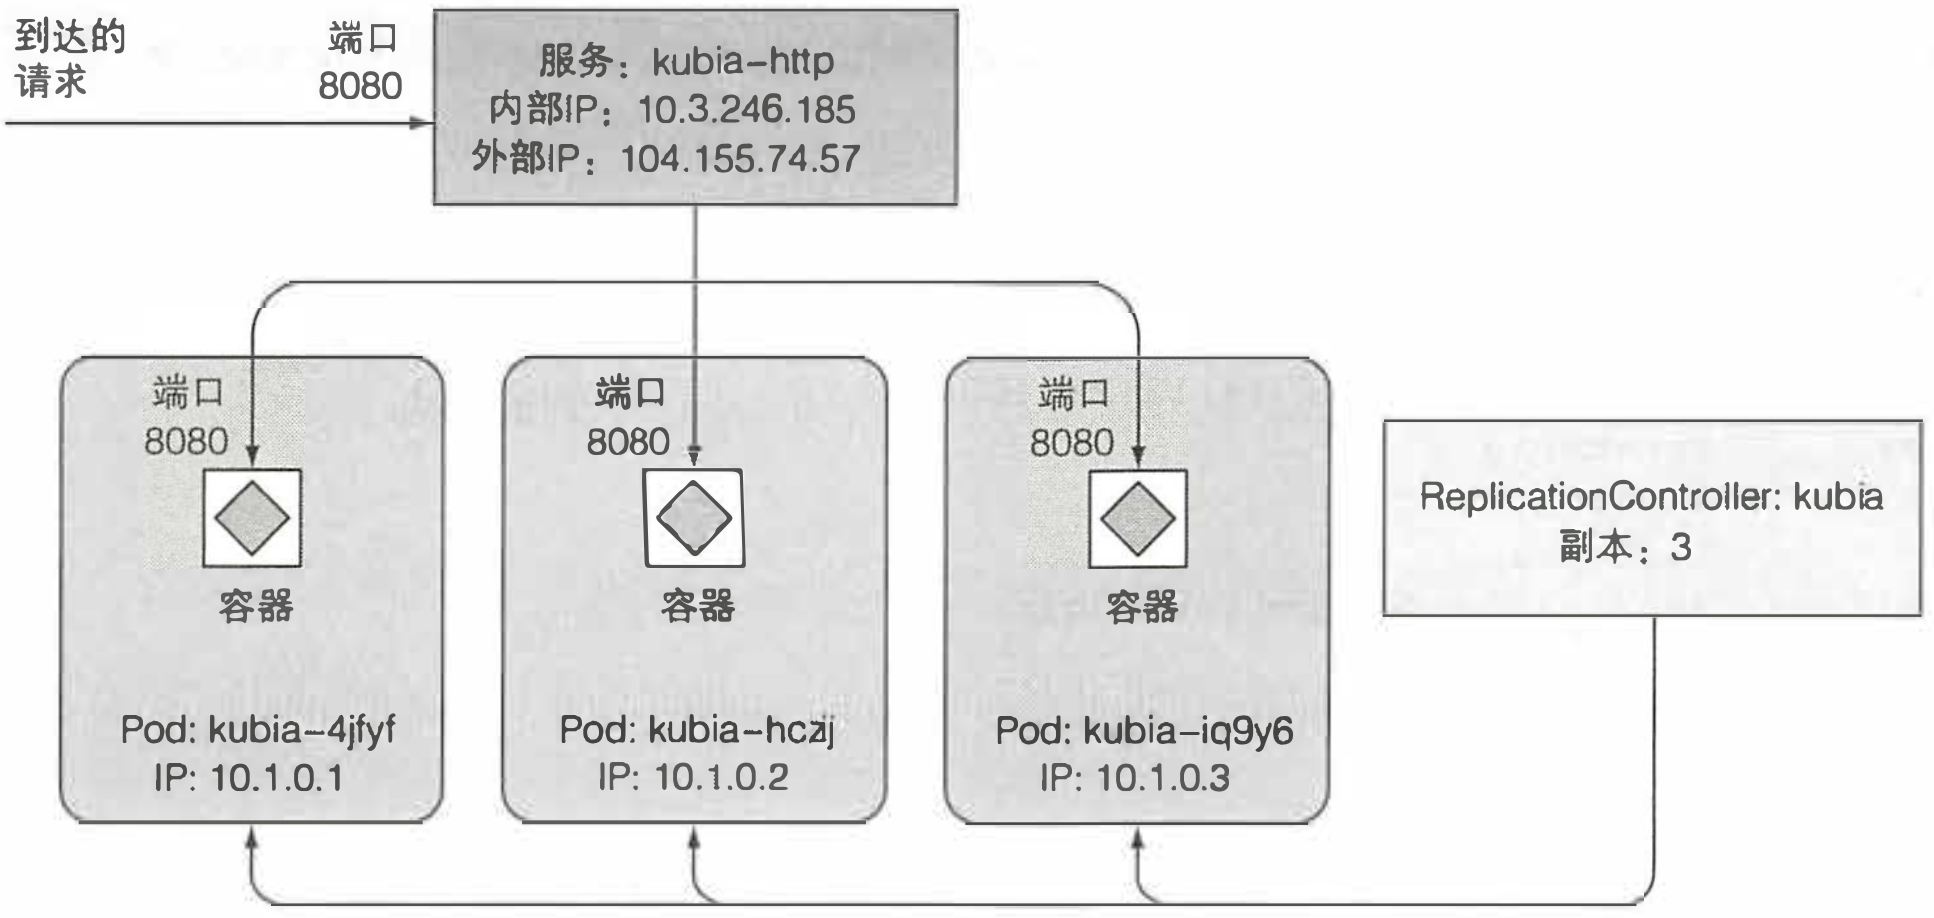 到达的
请求
端口
8080
服务：kubia-http
内部IP：10.3.246.185
外部IP：104.155.74.57
端口
8080
容器
Pod: kubia-4jfyf
IP: 10.1.0.1
端口
8080
容器
Pod: kubia-hczij
IP: 10.1.0.2
端口
8080
容器
Pod: kubia-iq9y6
IP: 10.1.0.3
ReplicationController: kubia
副本：3